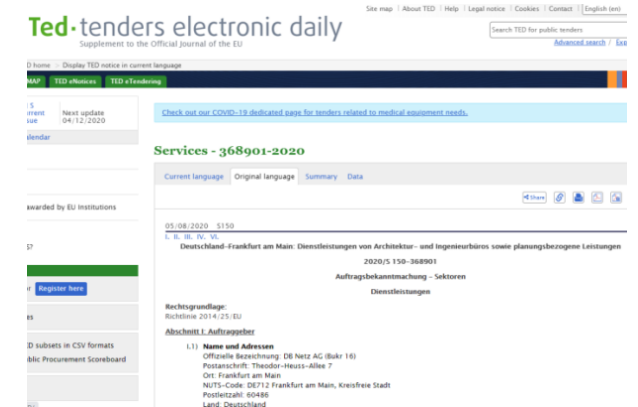 Site map | About TED | Help | Legal notice | Cookies | Contact | English (en)
Ted·tenders electronic daily
Supplement to the Official Journal of the EU
Search TED for public tenders
Advanced search /
home > Display TED notice in current language
MAP TED eNotices TED eTendering
Next update
04/12/2020
Check out our COVID-19 dedicated page for tenders related to medical equipment needs.
Services - 368901-2020
Current language Original language Summary Data
awarded by EU Institutions
Share
05/08/2020 S150
I. II. III. IV. VI.
Deutschland-Frankfurt am Main: Dienstleistungen von Architektur- und Ingenieurbüros sowie planungsbezogene Leistungen
2020/S 150-368901
Auftragsbekanntmachung – Sektoren
Dienstleistungen
Register here
Rechtsgrundlage:
Richtlinie 2014/25/EU
Abschnitt I: Auftraggeber
subsets in CSV formats
Procurement Scoreboard
I.1) Name und Adressen
Offizielle Bezeichnung: DB Netz AG (Bukr 16)
Postanschrift: Theodor-Heuss-Allee 7
Ort: Frankfurt am Main
NUTS-Code: DE712 Frankfurt am Main, Kreisfreie Stadt
Postleitzahl: 60486
Land: Deutschland